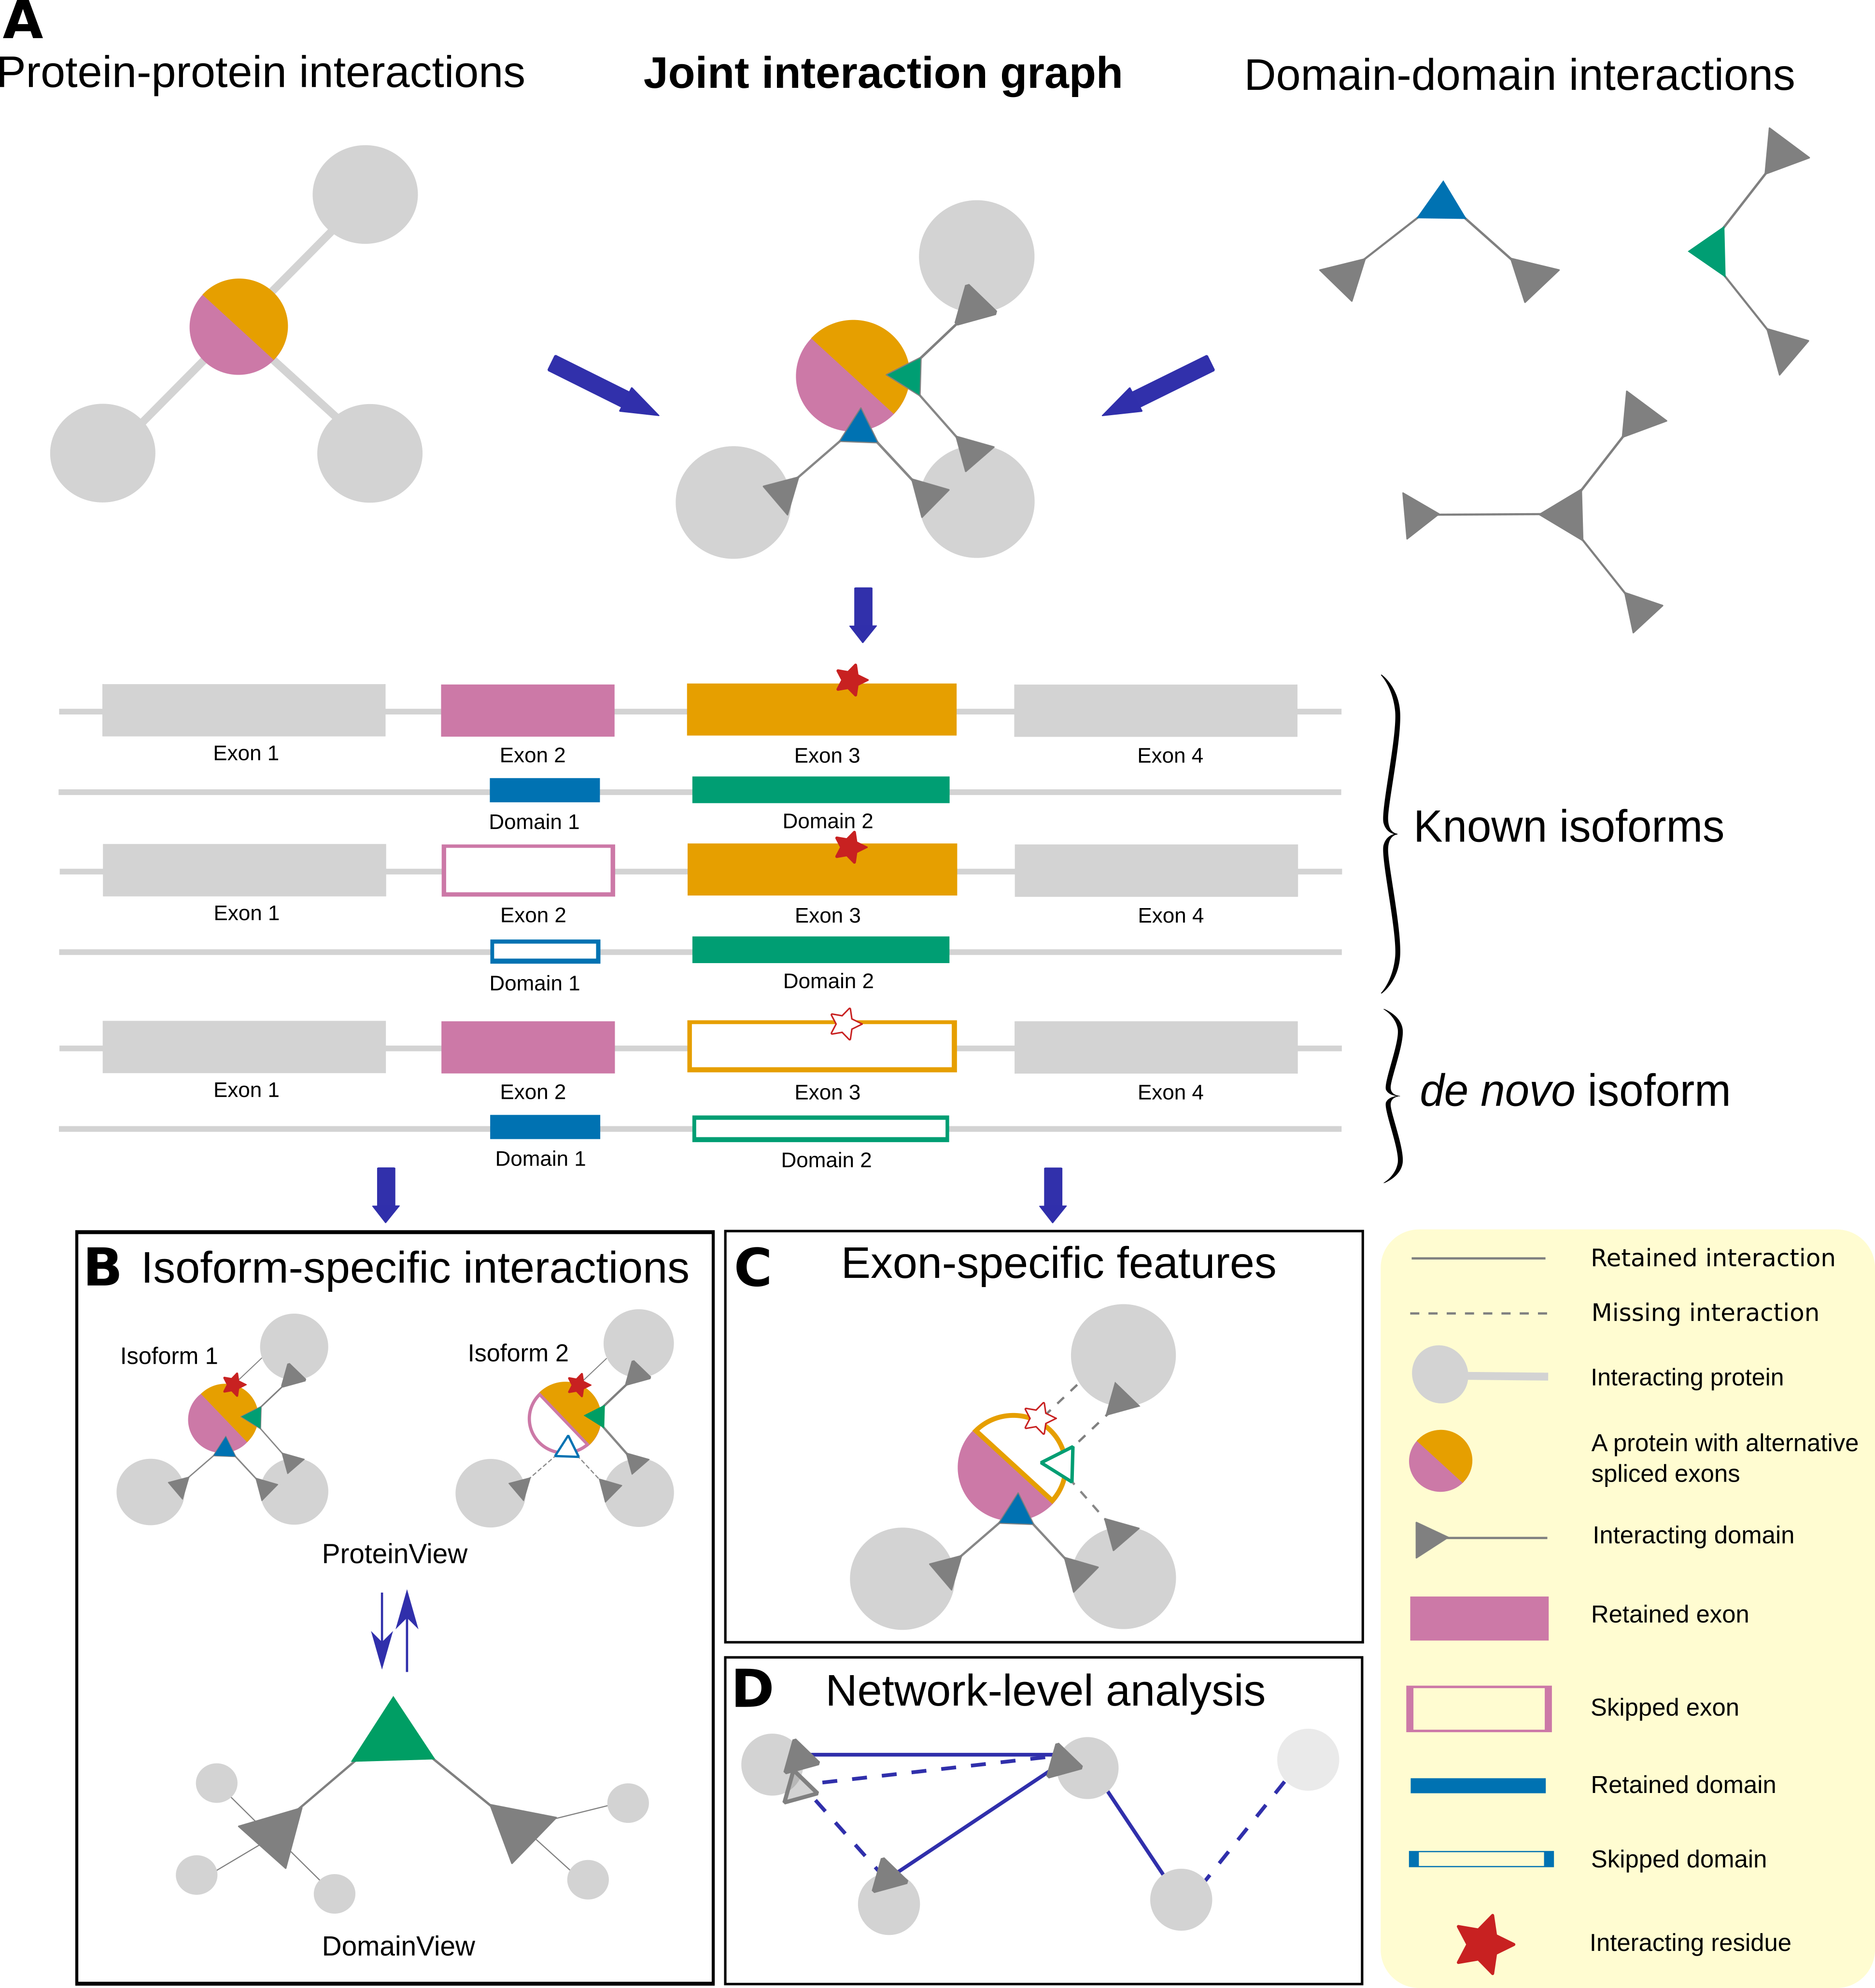 A
Protein-protein interactions
Joint interaction graph
Domain-domain interactions
Exon 1
Exon 2
Exon 3
Exon 4
Domain 1
Domain 2
Exon 1
Exon 2
Exon 3
Exon 4
Domain 1
Domain 2
Known isoforms
Exon 1
Exon 2
Exon 3
Exon 4
Domain 1
Domain 2
de novo isoform
B Isoform-specific interactions
Isoform 1
Isoform 2
ProteinView
DomainView
C Exon-specific features
D Network-level analysis
Retained interaction
Missing interaction
Interacting protein
A protein with alternative
spliced exons
Interacting domain
Retained exon
Skipped exon
Retained domain
Skipped domain
Interacting residue